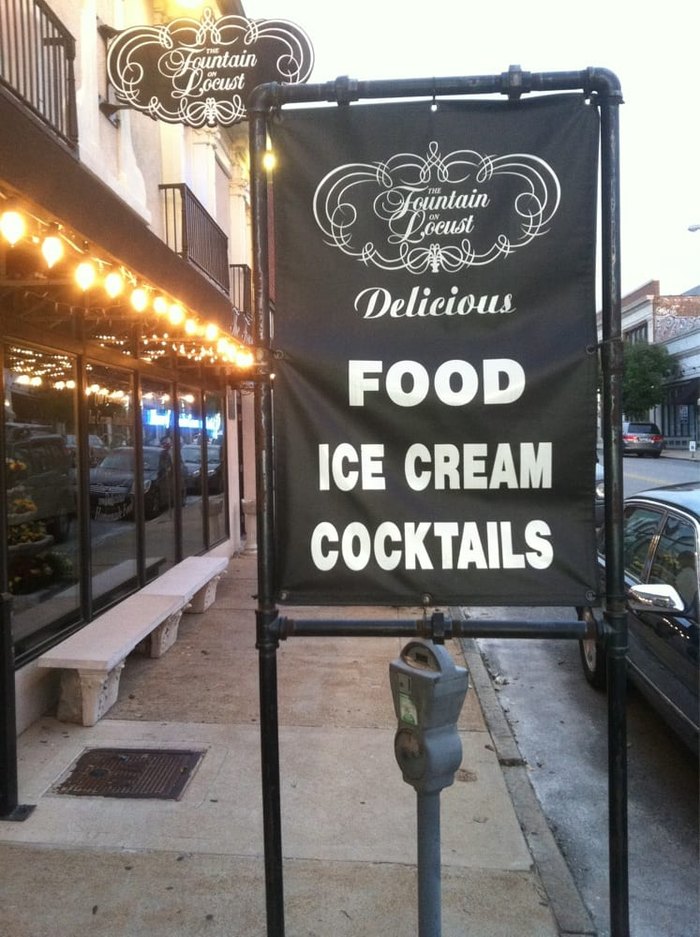 THE
Fountain
ON
Locust
THE
Fountain
ON
Locust
Delicious
FOOD
ICE CREAM
COCKTAILS